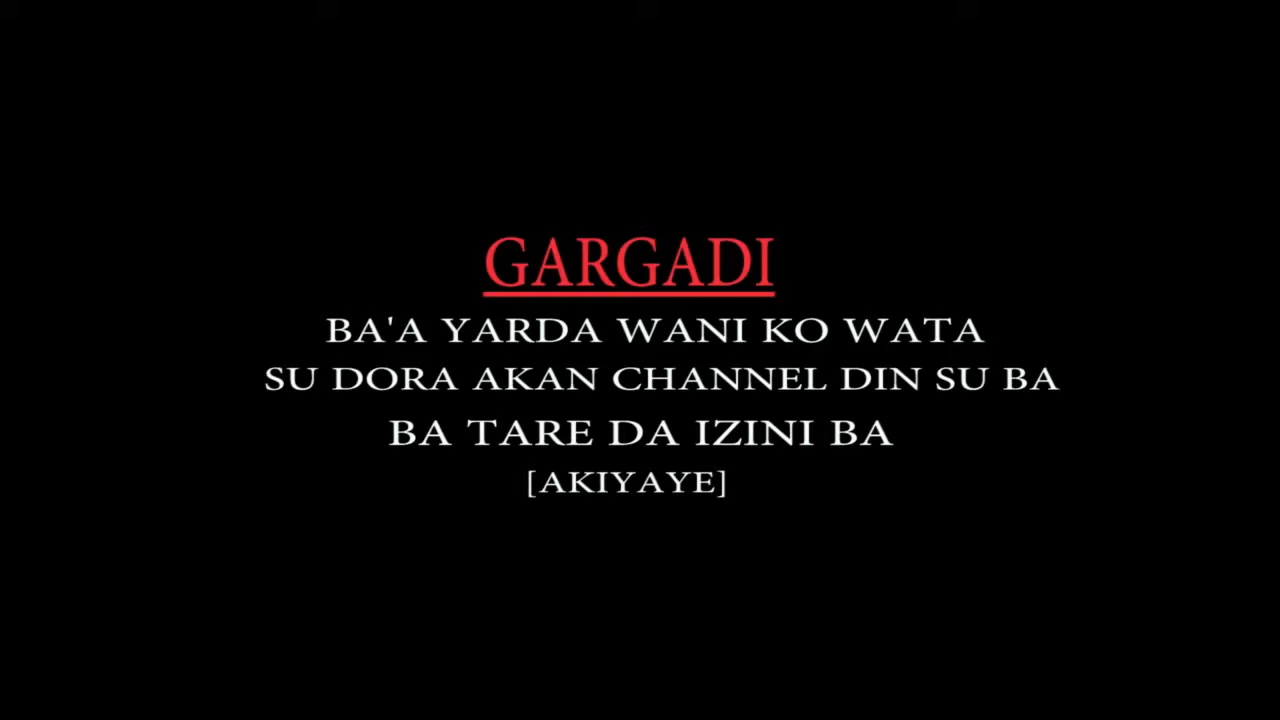 GARGADI
BA'A YARDA WANI KO WATA
SU DORA AKAN CHANNEL DIN SU BA
BA TARE DA IZINI BA
[AKIYAYE]